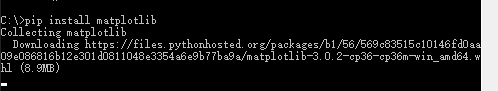 C:\>pip install matplotlib
Collecting matplotlib
  Downloading https://files.pythonhosted.org/packages/b1/56/569c83515c10146fd0aa
09e086816b12e301d0811048e3354a6e9b77ba9a/matplotlib-3.0.2-cp36-cp36m-win_amd64.w
hl (8.9MB)